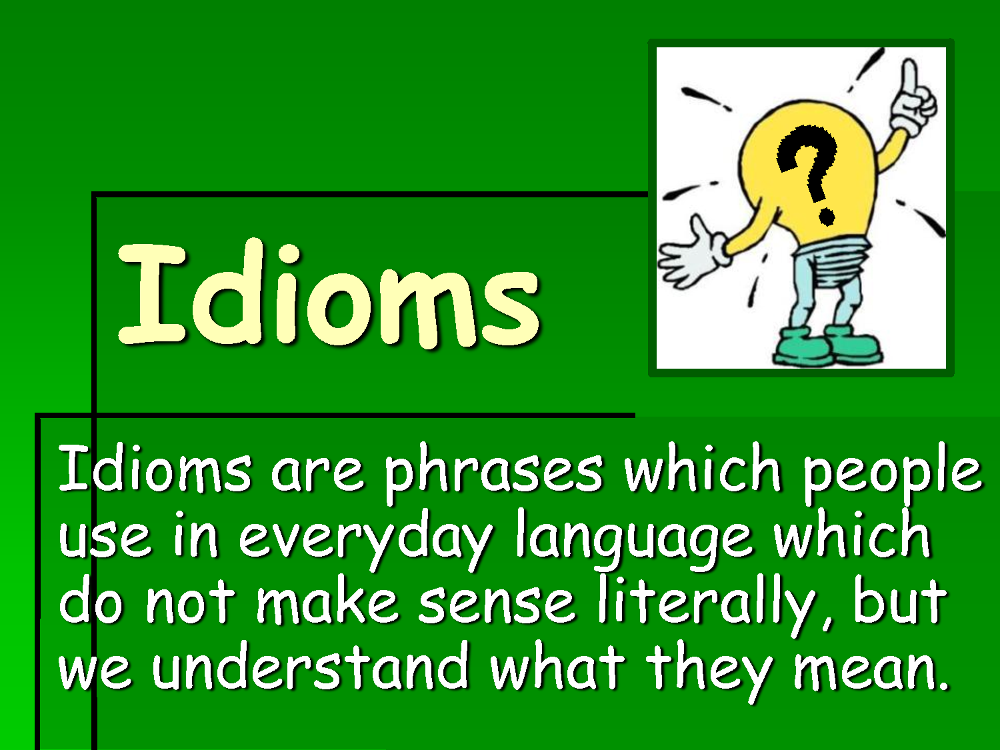 ?
Idioms
Idioms are phrases which people
use in everyday language which
do not make sense literally, but
we understand what they mean.